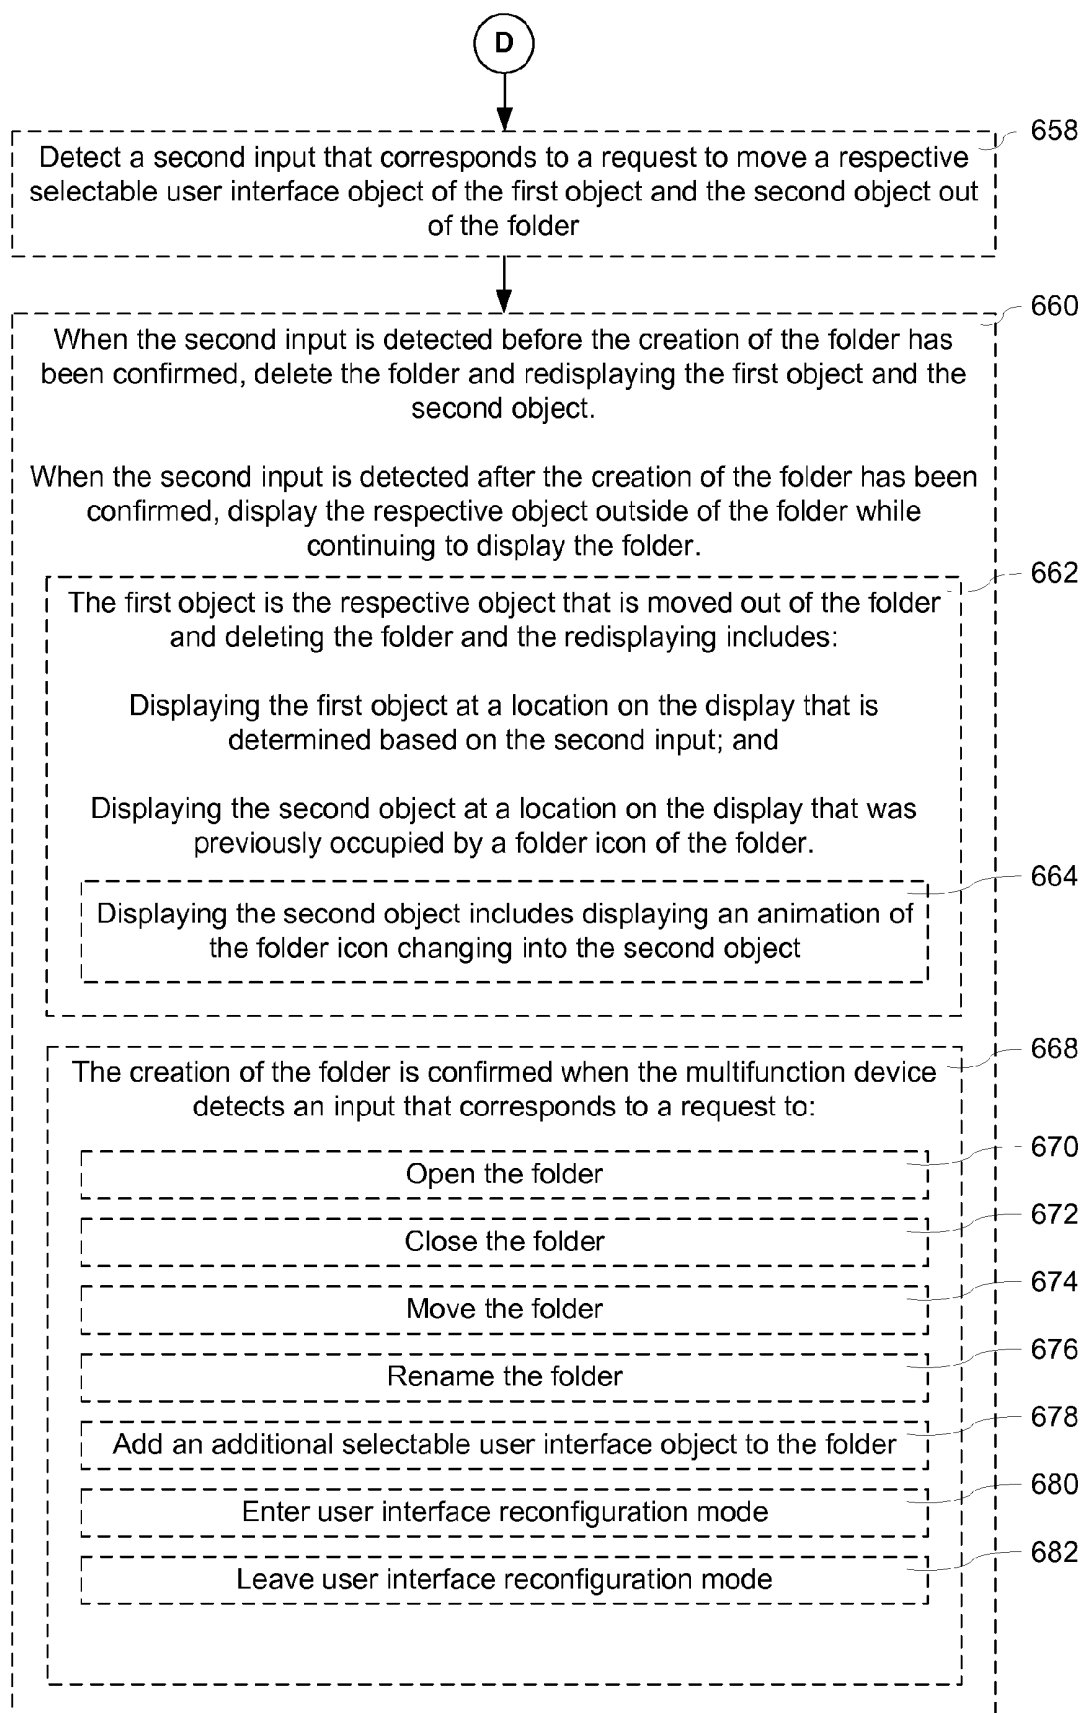 D
658
Detect a second input that corresponds to a request to move a respective
selectable user interface object of the first object and the second object out
of the folder
660
When the second input is detected before the creation of the folder has
been confirmed, delete the folder and redisplaying the first object and the
second object.
When the second input is detected after the creation of the folder has been
confirmed, display the respective object outside of the folder while
continuing to display the folder.
662
The first object is the respective object that is moved out of the folder
and deleting the folder and the redisplaying includes:
Displaying the first object at a location on the display that is
determined based on the second input; and
Displaying the second object at a location on the display that was
previously occupied by a folder icon of the folder.
664
Displaying the second object includes displaying an animation of
the folder icon changing into the second object
668
The creation of the folder is confirmed when the multifunction device
detects an input that corresponds to a request to:
670
Open the folder
672
Close the folder
674
Move the folder
676
Rename the folder
678
Add an additional selectable user interface object to the folder
680
Enter user interface reconfiguration mode
682
Leave user interface reconfiguration mode